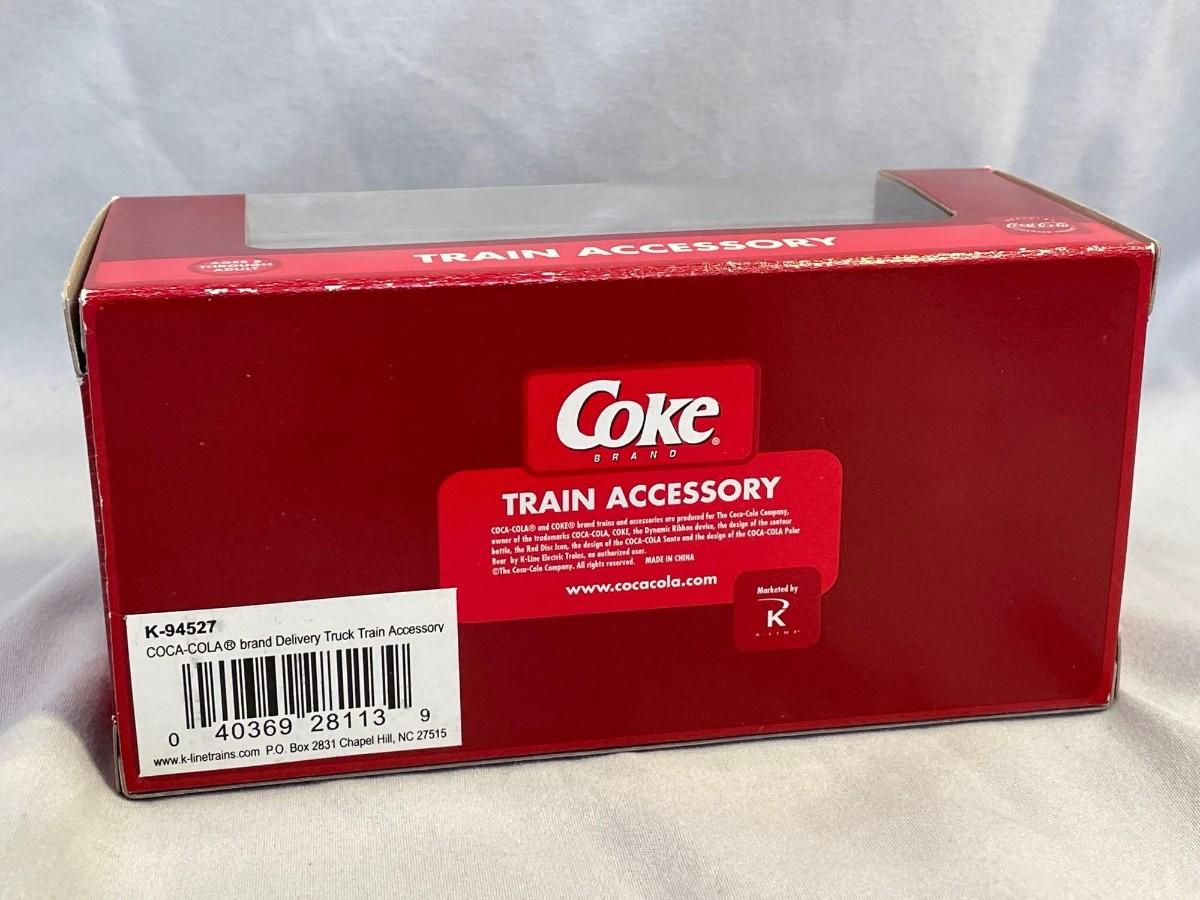 AGES 8
THROUGH
ADULT
TRAIN ACCESSORY
Coca-Cola
Coke®
BRAND
TRAIN ACCESSORY
COCA-COLA® and COKE® brand trains and accessories are produced for The Coca-Cola Company,
owner of the trademarks COCA-COLA, COKE, the Dynamic Ribbon device, the design of the contour
bottle, the Red Disc Icon, the design of the COCA-COLA Santa and the design of the COCA-COLA Polar
Bear by K-Line Electric Trains, an authorized user.
©The Coca-Cola Company. All rights reserved. MADE IN CHINA
www.cocacola.com
Marketed by
K
K-LINE
K-94527
COCA-COLA® brand Delivery Truck Train Accessory
0 40369 28113 9
www.k-linetrains.com P.O. Box 2831 Chapel Hill, NC 27515